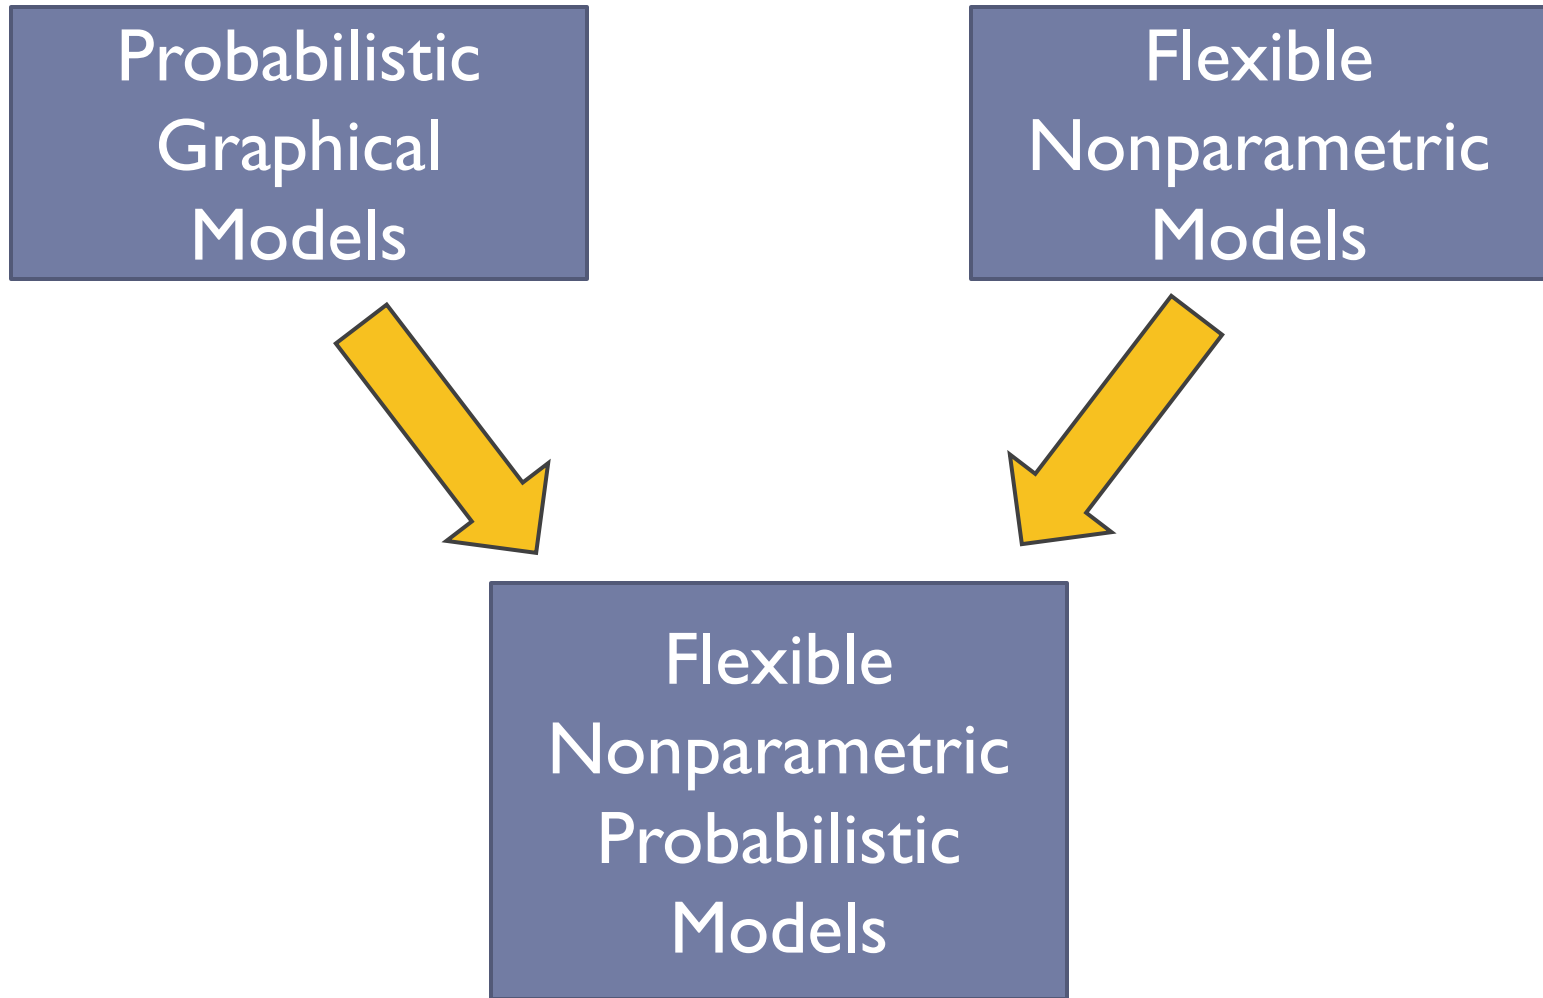 Probabilistic
Graphical
Models
Flexible
Nonparametric
Models
Flexible
Nonparametric
Probabilistic
Models